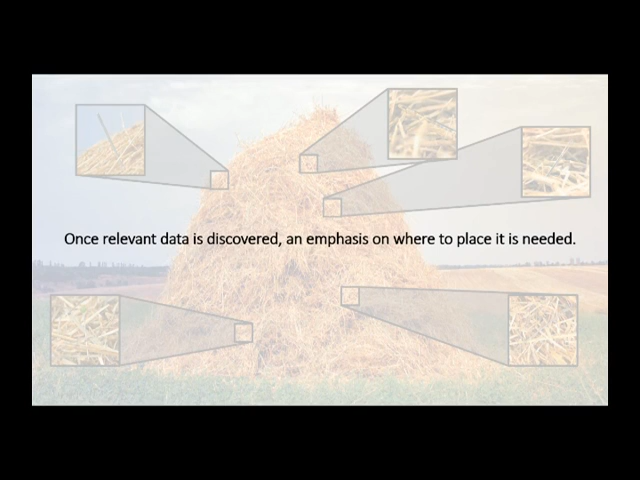 Once relevant data is discovered, an emphasis on where to place it is needed.